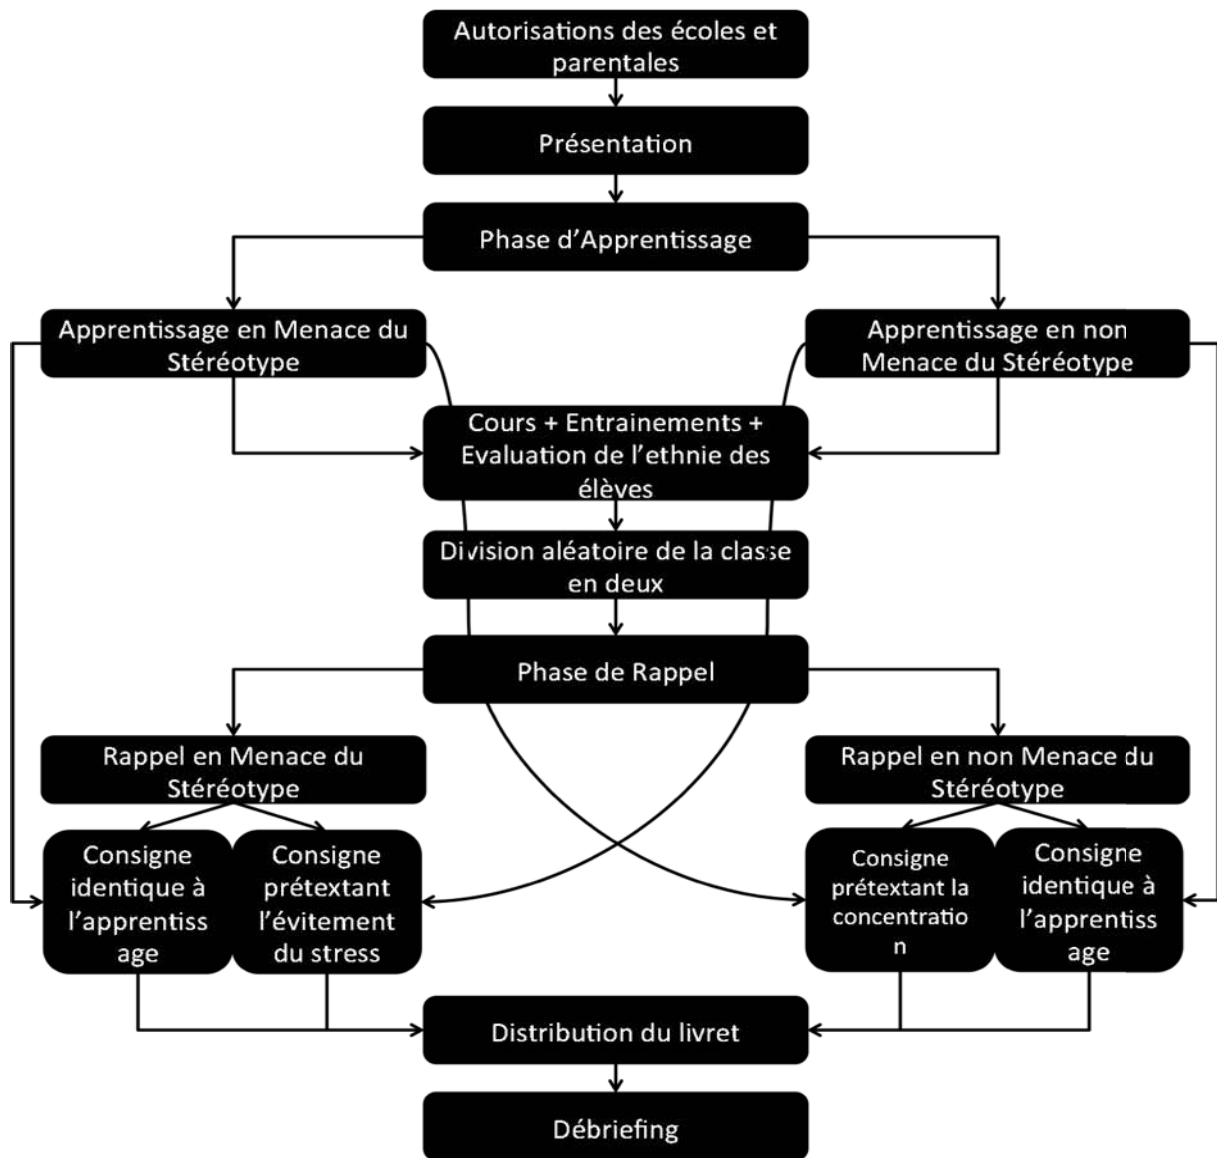 Autorisations des écoles et
parentales
Présentation
Phase d’Apprentissage
Apprentissage en Menace du
Stéréotype
Apprentissage en non
Menace du Stéréotype
Cours + Entrainements +
Evaluation de l’ethnie des
élèves
Division aléatoire de la classe
en deux
Phase de Rappel
Rappel en Menace du
Stéréotype
Rappel en non Menace du
Stéréotype
Consigne
identique à
l’apprentiss
age
Consigne
prétextant
l’évitement
du stress
Consigne
prétextant la
concentratio
n
Consigne
identique à
l’apprentiss
age
Distribution du livret
Débriefing